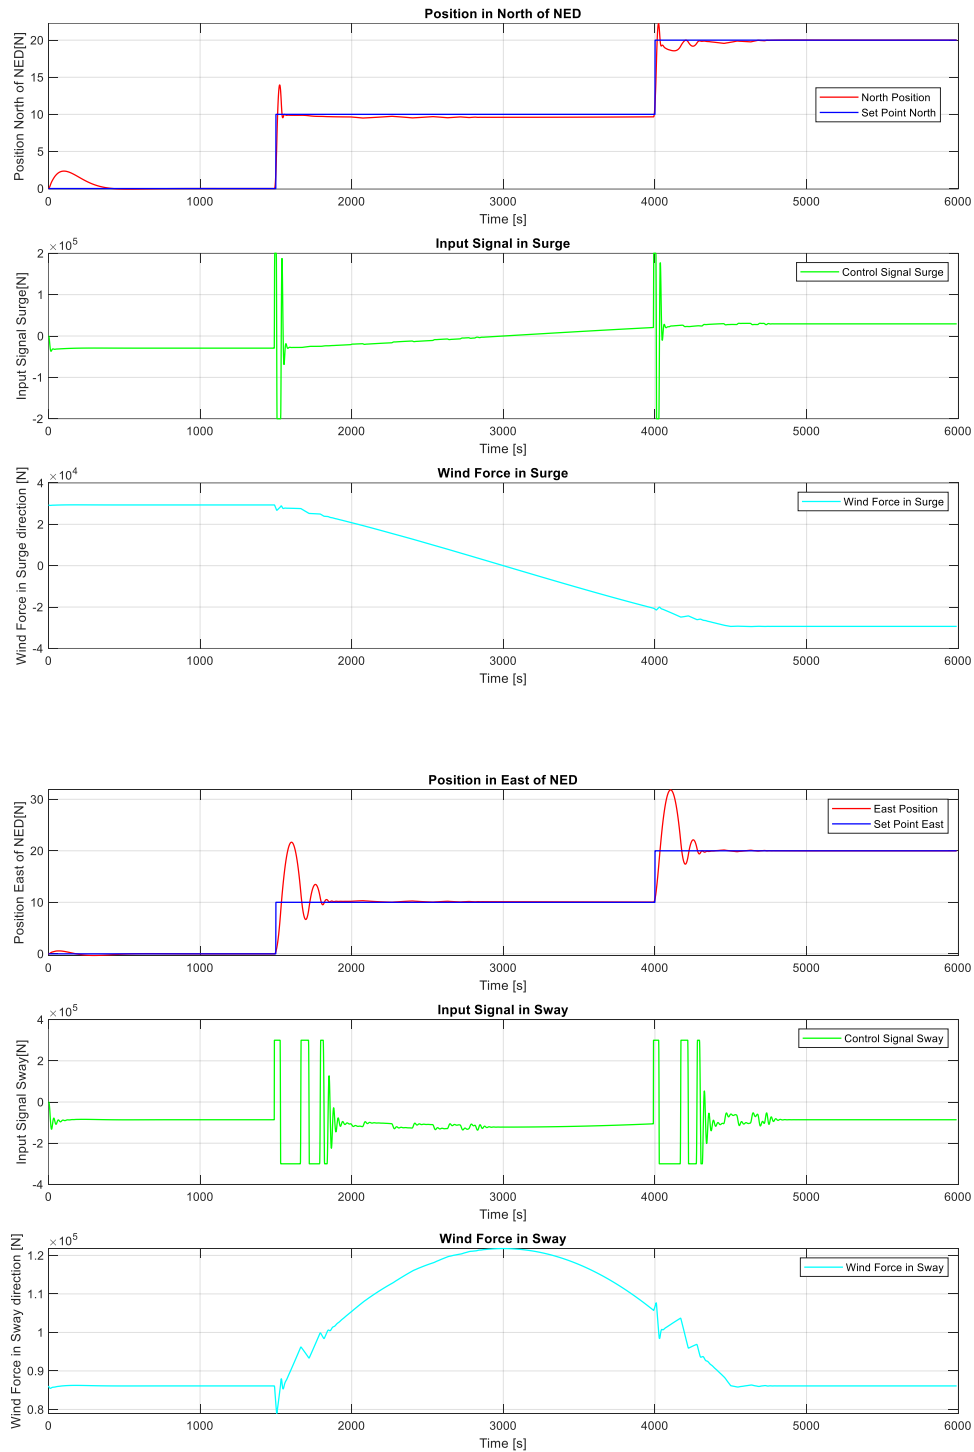 Position in North of NED
Position North of NED[N]
20
15
10
5
0
North Position
Set Point North
0 1000 2000 3000 4000 5000 6000
Time [s]
Input Signal in Surge
×10^5
Input Signal Surge[N]
2
1
0
-1
-2
Control Signal Surge
0 1000 2000 3000 4000 5000 6000
Time [s]
Wind Force in Surge
×10^4
Wind Force in Surge direction [N]
4
2
0
-2
-4
Wind Force in Surge
0 1000 2000 3000 4000 5000 6000
Time [s]
Position in East of NED
Position East of NED[N]
30
20
10
0
East Position
Set Point East
0 1000 2000 3000 4000 5000 6000
Time [s]
Input Signal in Sway
×10^5
Input Signal Sway[N]
4
2
0
-2
-4
Control Signal Sway
0 1000 2000 3000 4000 5000 6000
Time [s]
Wind Force in Sway
×10^5
Wind Force in Sway direction [N]
1.2
1.1
1
0.9
0.8
Wind Force in Sway
0 1000 2000 3000 4000 5000 6000
Time [s]